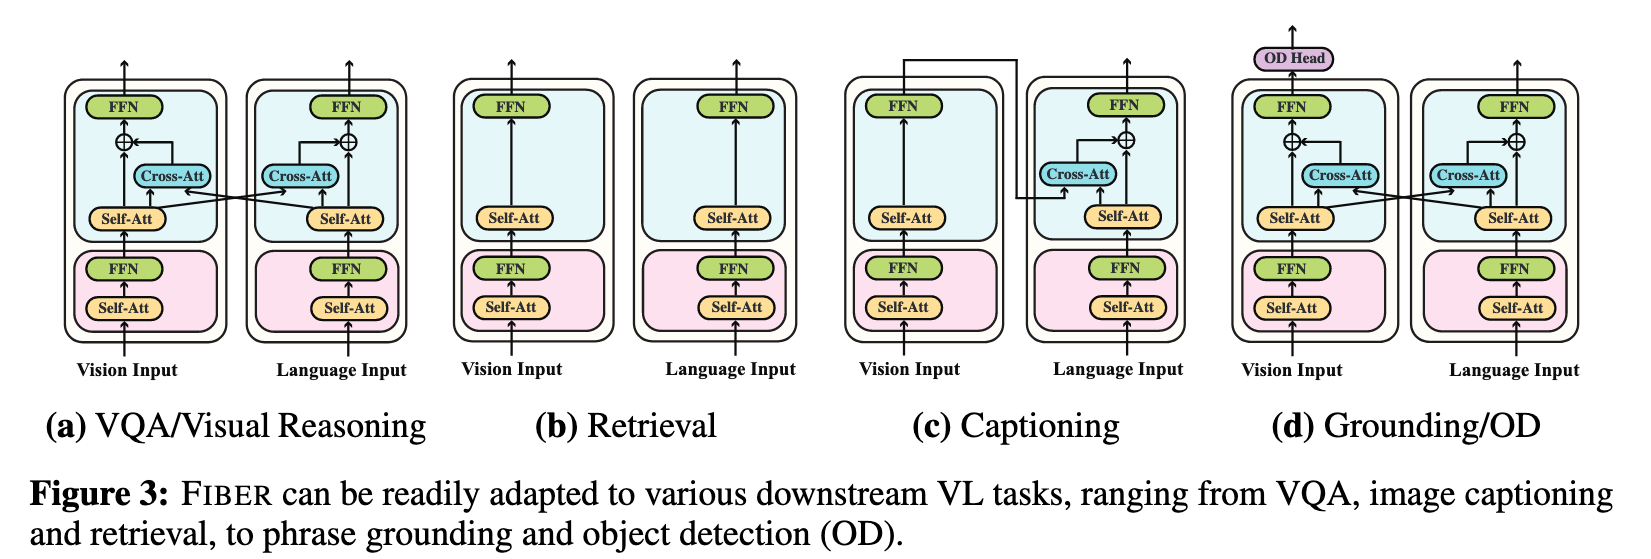 OD Head
FFN FFN FFN FFN FFN FFN FFN FFN
Cross-Att Cross-Att Cross-Att Cross-Att Cross-Att
Self-Att Self-Att Self-Att Self-Att Self-Att Self-Att Self-Att Self-Att
FFN FFN FFN FFN FFN FFN FFN FFN
Self-Att Self-Att Self-Att Self-Att Self-Att Self-Att Self-Att Self-Att
Vision Input Language Input Vision Input Language Input Vision Input Language Input Vision Input Language Input
(a) VQA/Visual Reasoning (b) Retrieval (c) Captioning (d) Grounding/OD
Figure 3: FIBER can be readily adapted to various downstream VL tasks, ranging from VQA, image captioning
and retrieval, to phrase grounding and object detection (OD).